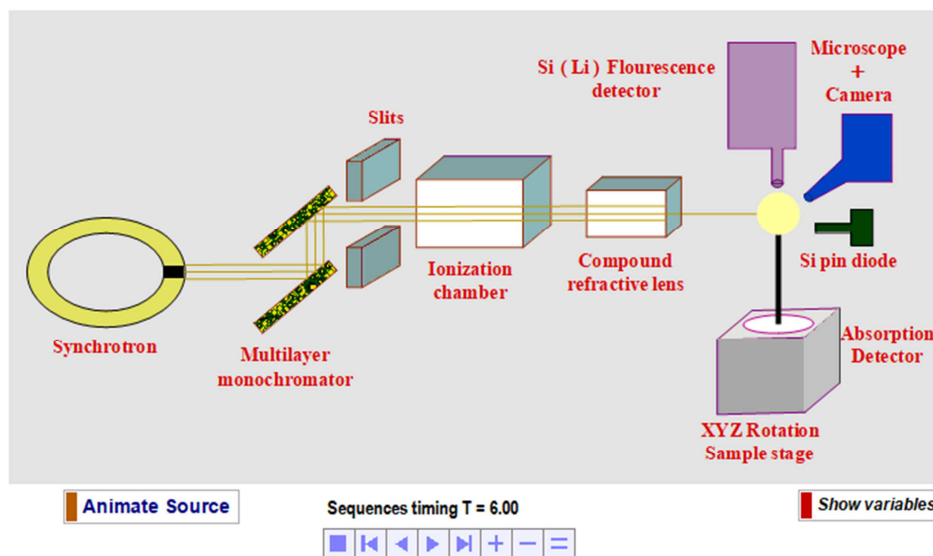 Microscope
+
Camera
Si ( Li ) Flourescence
detector
Slits
Ionization
chamber
Compound
refractive lens
Si pin diode
Synchrotron
Multilayer
monochromator
Absorption
Detector
XYZ Rotation
Sample stage
Animate Source
Sequences timing T = 6.00
Show variables